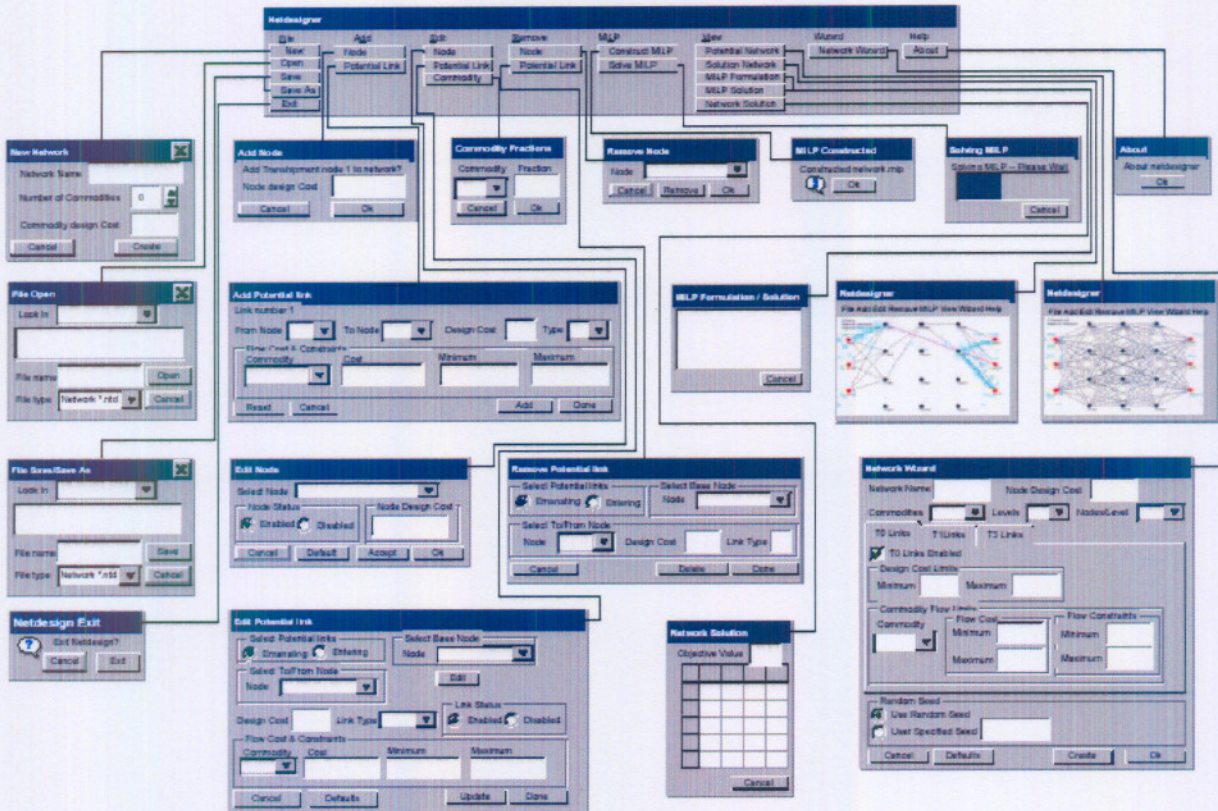 Netdesigner
File Add Edit Remove MILP View Wizard Help
New Node Node Node Construct MILP Potential Network Network Wizard About
Open Potential Link Potential Link Potential Link Solve MILP Solution Network
Save Commodity MILP Formulation
Save As MILP Solution
Exit Network Solution
New Network
Network Name
Number of Commodities 0
Commodity design Cost
Cancel Create
Add Node
Add Transhipment node 1 to network?
Node design Cost
Cancel Ok
Commodity Fractions
Commodity Fraction
Cancel Ok
Remove Node
Node
Cancel Remove Ok
MILP Constructed
Constructed network.mip
Ok
Solving MILP
Solving MILP -- Please Wait
Cancel
About
About netdesigner
Ok
File Open
Look In
File name Open
File type Network *.ntd Cancel
Add Potential link
Link number 1
From Node To Node Design Cost Type
Flow Cost & Constraints
Commodity Cost Minimum Maximum
Reset Cancel Add Done
MILP Formulation / Solution
Cancel
Netdesigner
File Add Edit Remove MILP View Wizard Help
Netdesigner
File Add Edit Remove MILP View Wizard Help
File Save/Save As
Look In
File name Save
File type Network *.ntd Cancel
Edit Node
Select Node
Node Status Node Design Cost
Enabled Disabled
Cancel Default Accept Ok
Remove Potential link
Select Potential links Select Base Node
Emanating Entering Node
Select To/From Node
Node Design Cost Link Type
Cancel Delete Done
Network Wizard
Network Name Node Design Cost
Commodities Levels Nodes/Level
T0 Links T1Links T3 Links
T0 Links Enabled
Design Cost Limits
Minimum Maximum
Commodity Flow Limits
Commodity Flow Cost Flow Constraints
Minimum Minimum
Maximum Maximum
Random Seed
Use Random Seed
User Specified Seed
Cancel Defaults Create Ok
Netdesign Exit
Exit Netdesign?
Cancel Exit
Edit Potential link
Select Potential links Select Base Node
Emanating Entering Node
Select To/From Node
Node Edit
Design Cost Link Type Link Status
Enabled Disabled
Flow Cost & Constraints
Commodity Cost Minimum Maximum
Cancel Defaults Update Done
Network Solution
Objective Value
Cancel